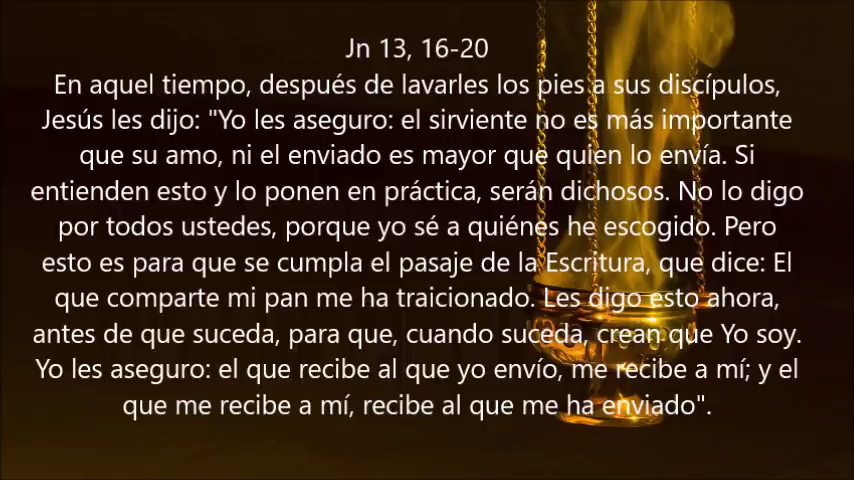 Jn 13, 16-20
En aquel tiempo, después de lavarles los pies a sus discípulos,
Jesús les dijo: "Yo les aseguro: el sirviente no es más importante
que su amo, ni el enviado es mayor que quien lo envía. Si
entienden esto y lo ponen en práctica, serán dichosos. No lo digo
por todos ustedes, porque yo sé a quiénes he escogido. Pero
esto es para que se cumpla el pasaje de la Escritura, que dice: El
que comparte mi pan me ha traicionado. Les digo esto ahora,
antes de que suceda, para que, cuando suceda, crean que Yo soy.
Yo les aseguro: el que recibe al que yo envío, me recibe a mí; y el
que me recibe a mí, recibe al que me ha enviado".